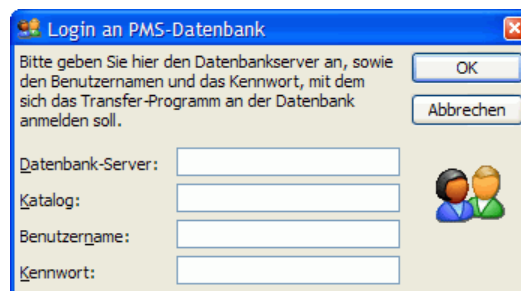 Login an PMS-Datenbank
Bitte geben Sie hier den Datenbankserver an, sowie
den Benutzernamen und das Kennwort, mit dem
sich das Transfer-Programm an der Datenbank
anmelden soll.
OK
Abbrechen
Datenbank-Server:
Katalog:
Benutzername:
Kennwort: